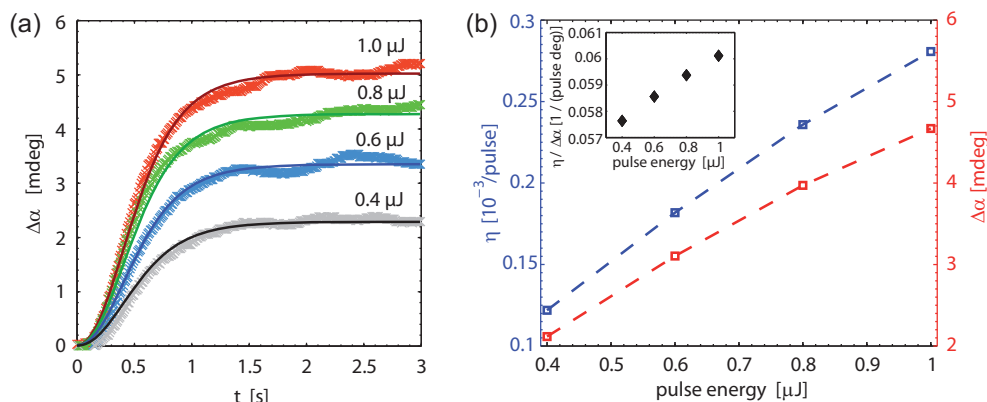 (a)
6
5
4
3
2
1
0
Δα [mdeg]
1.0 µJ
0.8 µJ
0.6 µJ
0.4 µJ
0 0.5 1 1.5 2 2.5 3
t [s]
(b)
0.3
0.25
0.2
0.15
0.1
η [10⁻³/pulse]
0.061
0.06
0.059
0.058
0.057
η / Δα [1 / (pulse deg)]
0.4 0.6 0.8 1
pulse energy [µJ]
6
5
4
3
2
Δα [mdeg]
0.4 0.5 0.6 0.7 0.8 0.9 1
pulse energy [µJ]